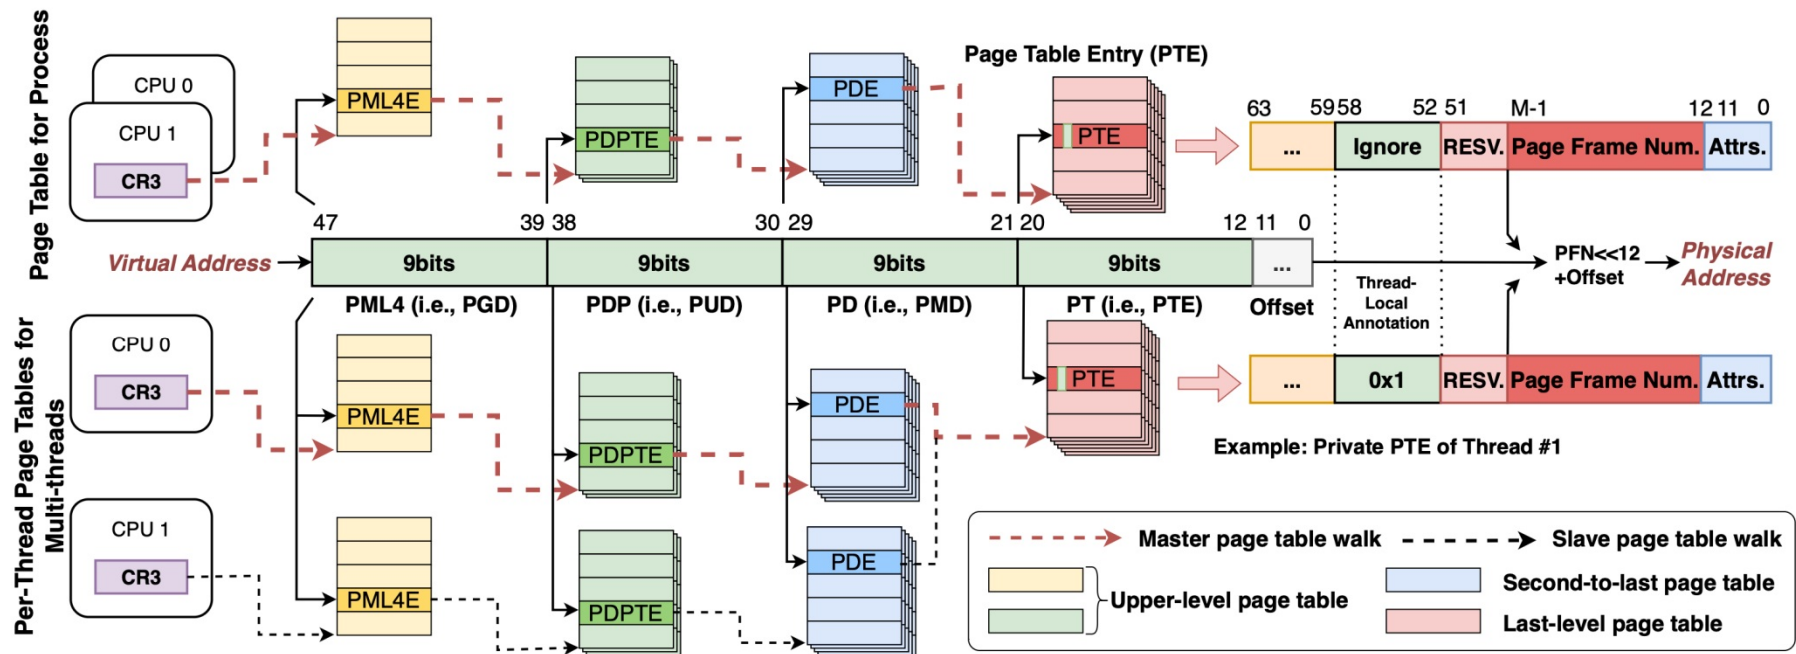 Page Table for Process
CPU 0
CPU 1
CR3
PML4E
PDPTE
PDE
Page Table Entry (PTE)
PTE
63 59 58 52 51 M-1 12 11 0
... Ignore RESV. Page Frame Num. Attrs.
47 39 38 30 29 21 20 12 11 0
Virtual Address
9bits 9bits 9bits 9bits ...
PFN<<12
+Offset
Physical
Address
PML4 (i.e., PGD) PDP (i.e., PUD) PD (i.e., PMD) PT (i.e., PTE) Offset
Thread-
Local
Annotation
Per-Thread Page Tables for
Multi-threads
CPU 0
CR3
PML4E
PDPTE
PDE
PTE
... 0x1 RESV. Page Frame Num. Attrs.
Example: Private PTE of Thread #1
CPU 1
CR3
PML4E
PDPTE
PDE
Master page table walk
Slave page table walk
Upper-level page table
Second-to-last page table
Last-level page table